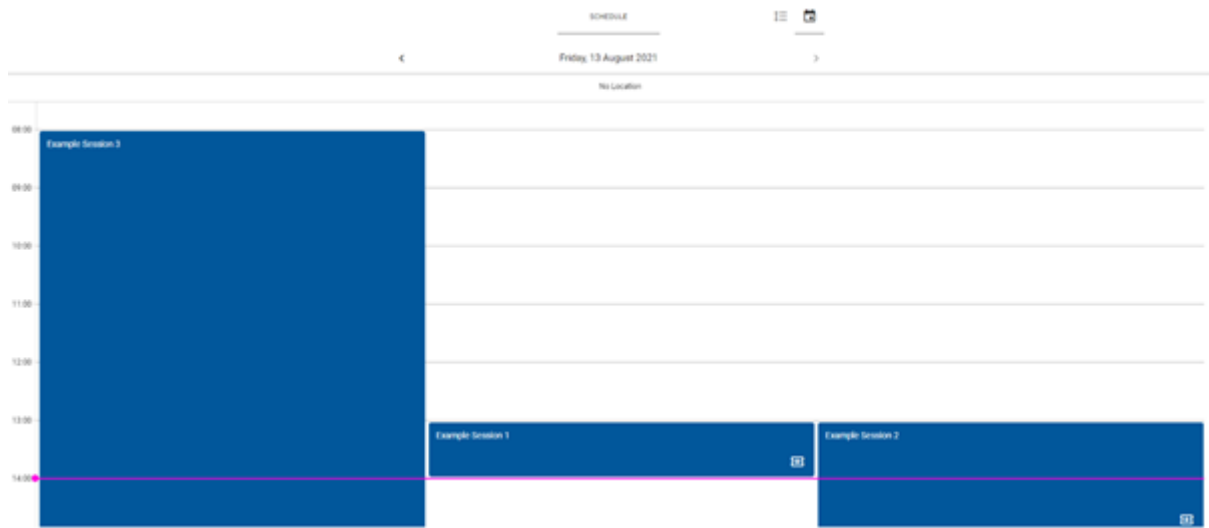 SCHEDULE
Friday, 13 August 2021
No Location
08:00
Example Session 3
09:00
10:00
11:00
12:00
13:00
Example Session 1
Example Session 2
14:00